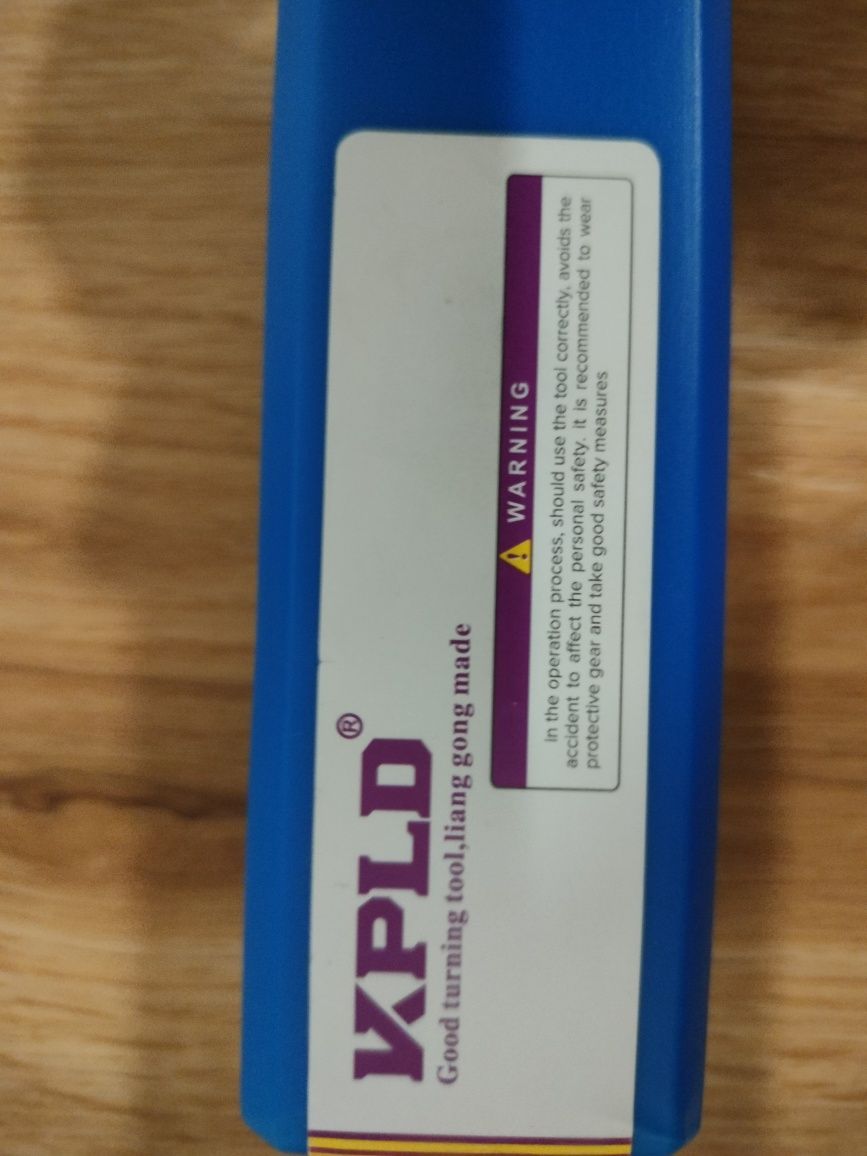 KPLD®
Good turning tool,liang gong made
WARNING
In the operation process, should use the tool correctly, avoids the
accident to affect the personal safety. it is recommended to wear
protective gear and take good safety measures